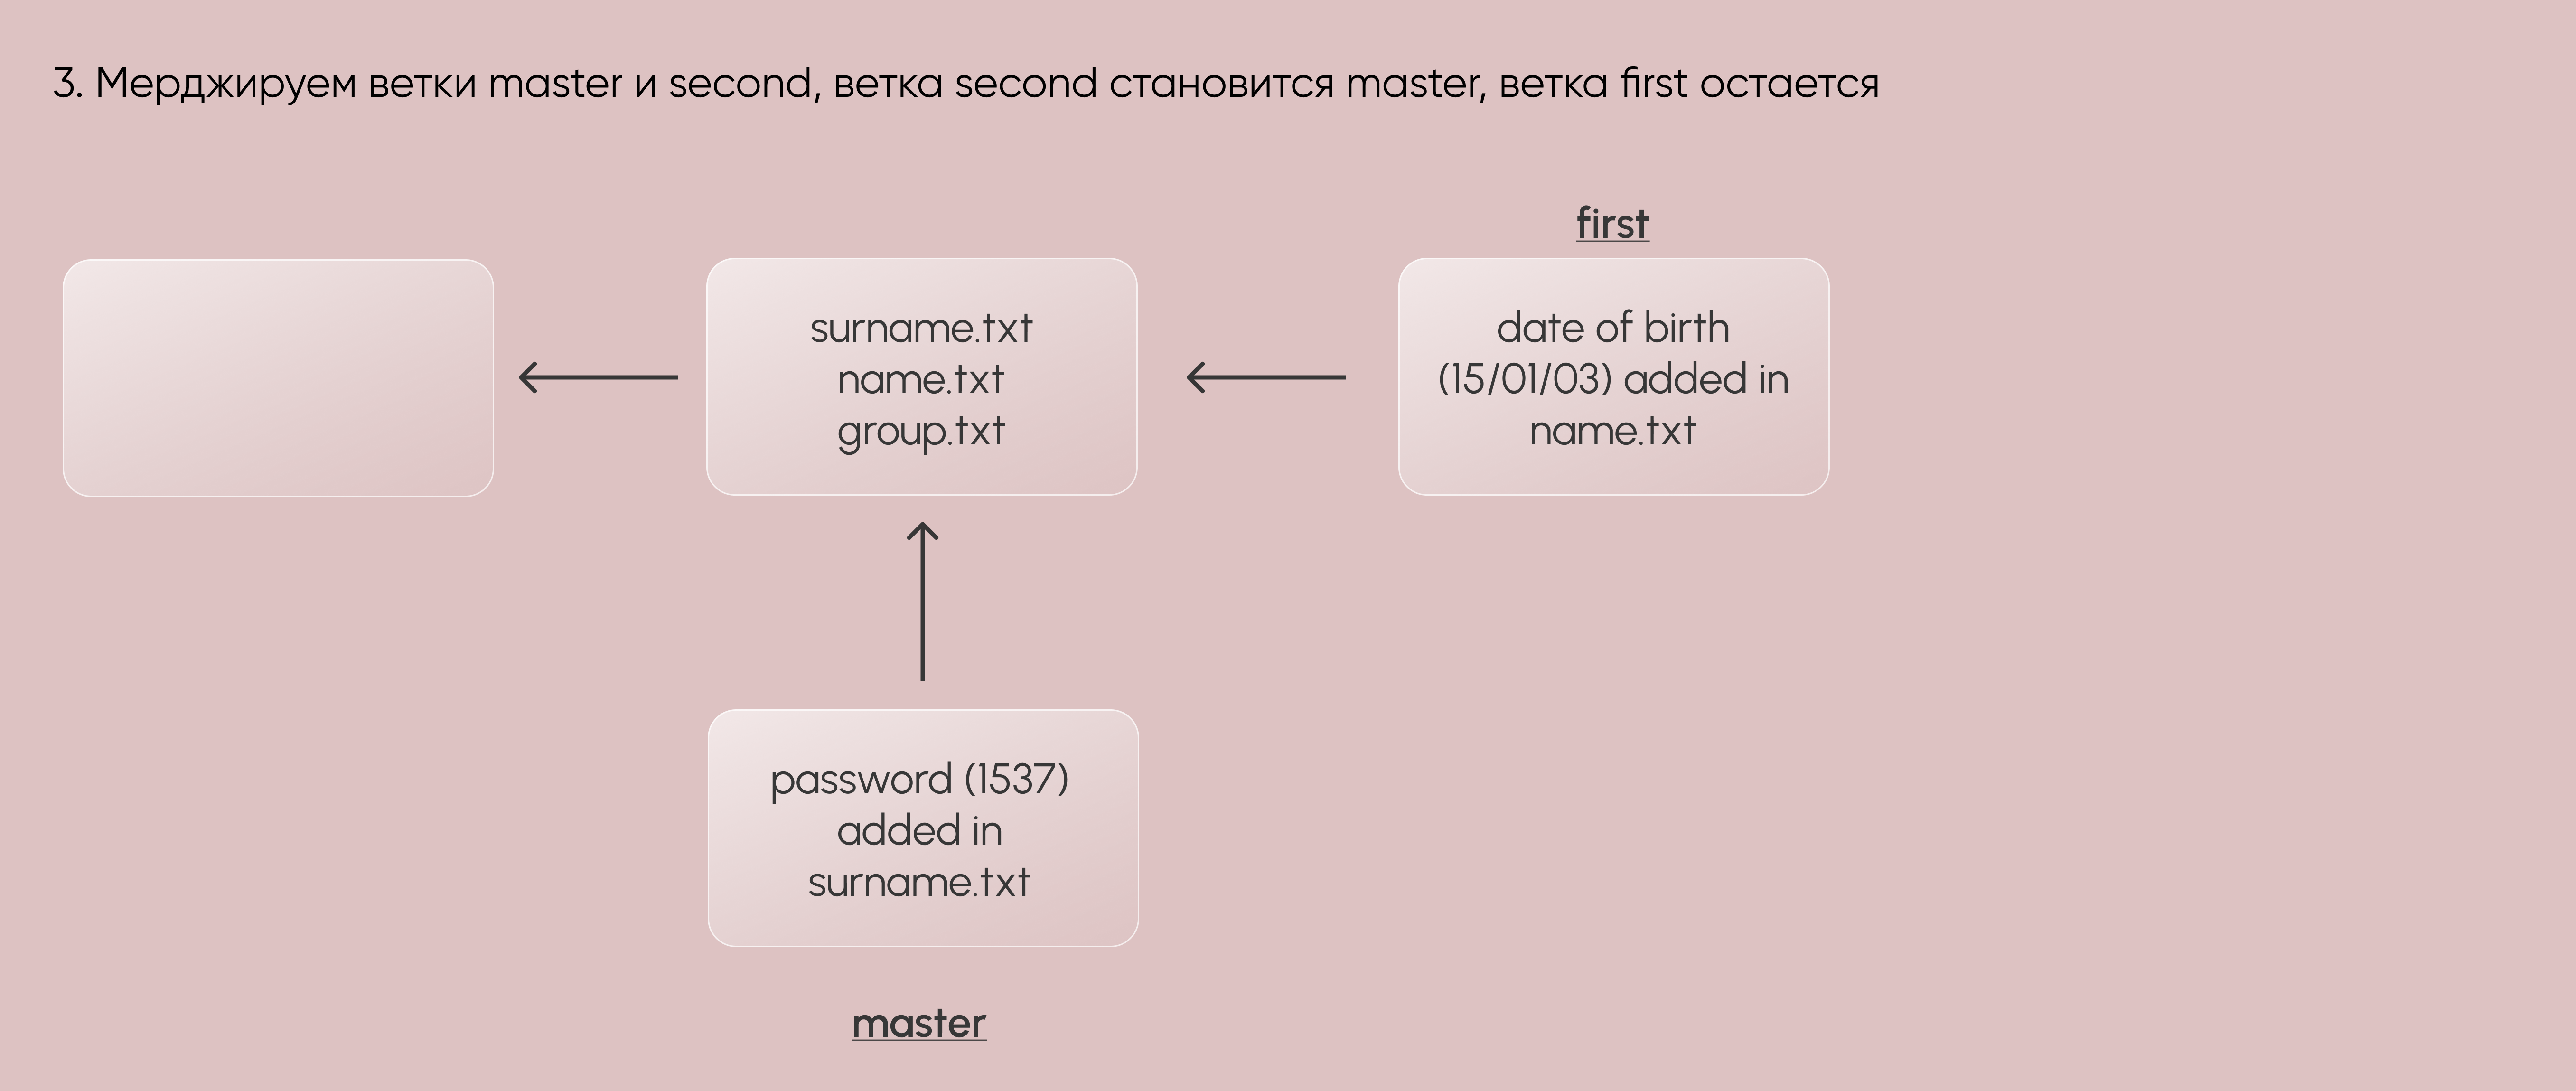 3. Мерджируем ветки master и second, ветка second становится master, ветка first остается
first
surname.txt
name.txt
group.txt
date of birth
(15/01/03) added in
name.txt
password (1537)
added in
surname.txt
master